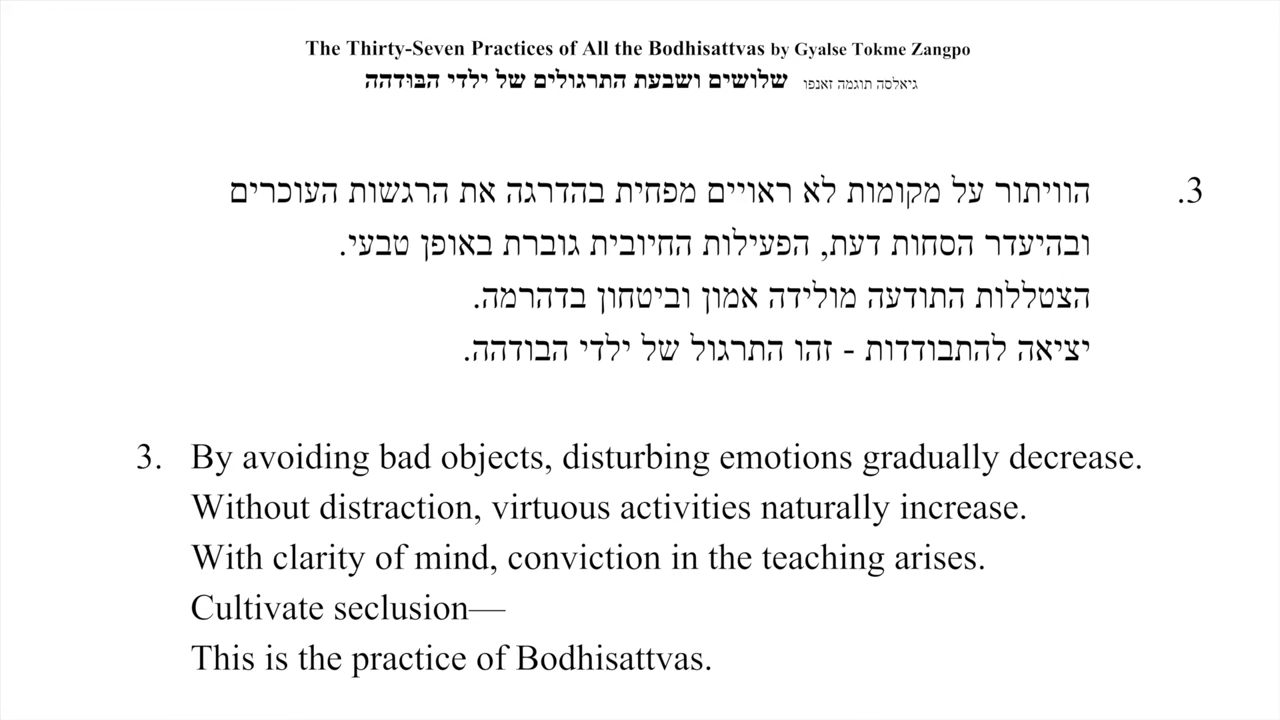 The Thirty-Seven Practices of All the Bodhisattvas by Gyalse Tokme Zangpo
שלושים ושבעת התרגולים של ילדי הבּוּדהה גיאלסה תוגמה זאנפו
3. הוויתור על מקומות לא ראויים מפחית בהדרגה את הרגשות העוכרים
ובהיעדר הסחות דעת, הפעילות החיובית גוברת באופן טבעי.
הצטללות התודעה מולידה אמון וביטחון בדהרמה.
יציאה להתבודדות - זהו התרגול של ילדי הבודהה.
3. By avoiding bad objects, disturbing emotions gradually decrease.
Without distraction, virtuous activities naturally increase.
With clarity of mind, conviction in the teaching arises.
Cultivate seclusion—
This is the practice of Bodhisattvas.